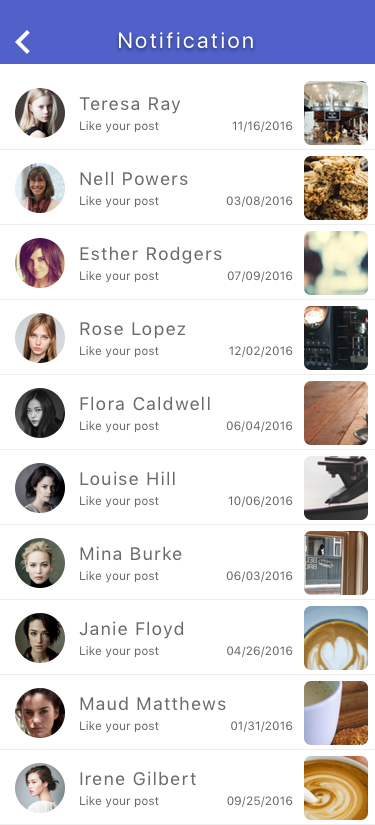 Notification
Teresa Ray
Like your post 11/16/2016
Nell Powers
Like your post 03/08/2016
Esther Rodgers
Like your post 07/09/2016
Rose Lopez
Like your post 12/02/2016
Flora Caldwell
Like your post 06/04/2016
Louise Hill
Like your post 10/06/2016
Mina Burke
Like your post 06/03/2016
Janie Floyd
Like your post 04/26/2016
Maud Matthews
Like your post 01/31/2016
Irene Gilbert
Like your post 09/25/2016